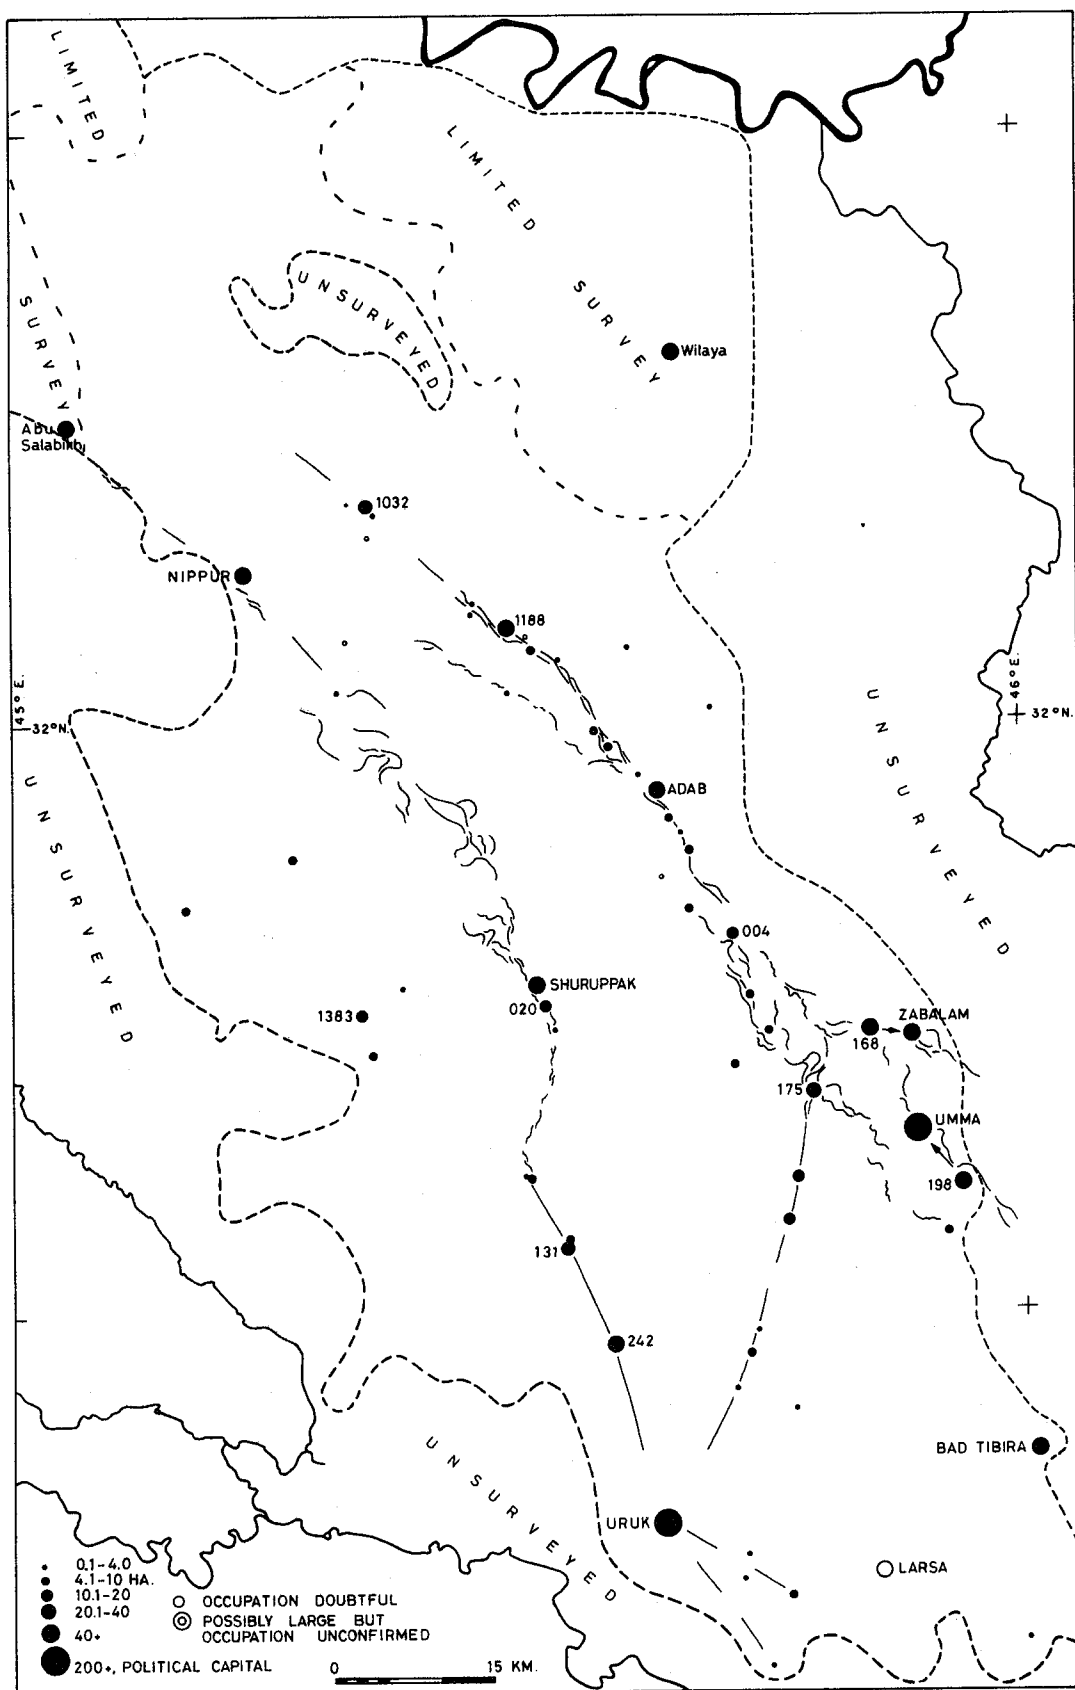 LIMITED
LIMITED
SURVEY
UNSURVEYED
SURVEY
Wilaya
Abu
Salabikh
1032
NIPPUR
1188
45° E.
32° N.
46° E.
32° N.
ADAB
UNSURVEYED
UNSURVEYED
004
SHURUPPAK
020
1383
ZABALAM
168
175
UMMA
198
131
242
BAD TIBIRA
UNSURVEYED
URUK
LARSA
0.1-4.0
4.1-10 HA.
10.1-20
20.1-40
40+
200+, POLITICAL CAPITAL
OCCUPATION DOUBTFUL
POSSIBLY LARGE BUT
OCCUPATION UNCONFIRMED
0 15 KM.